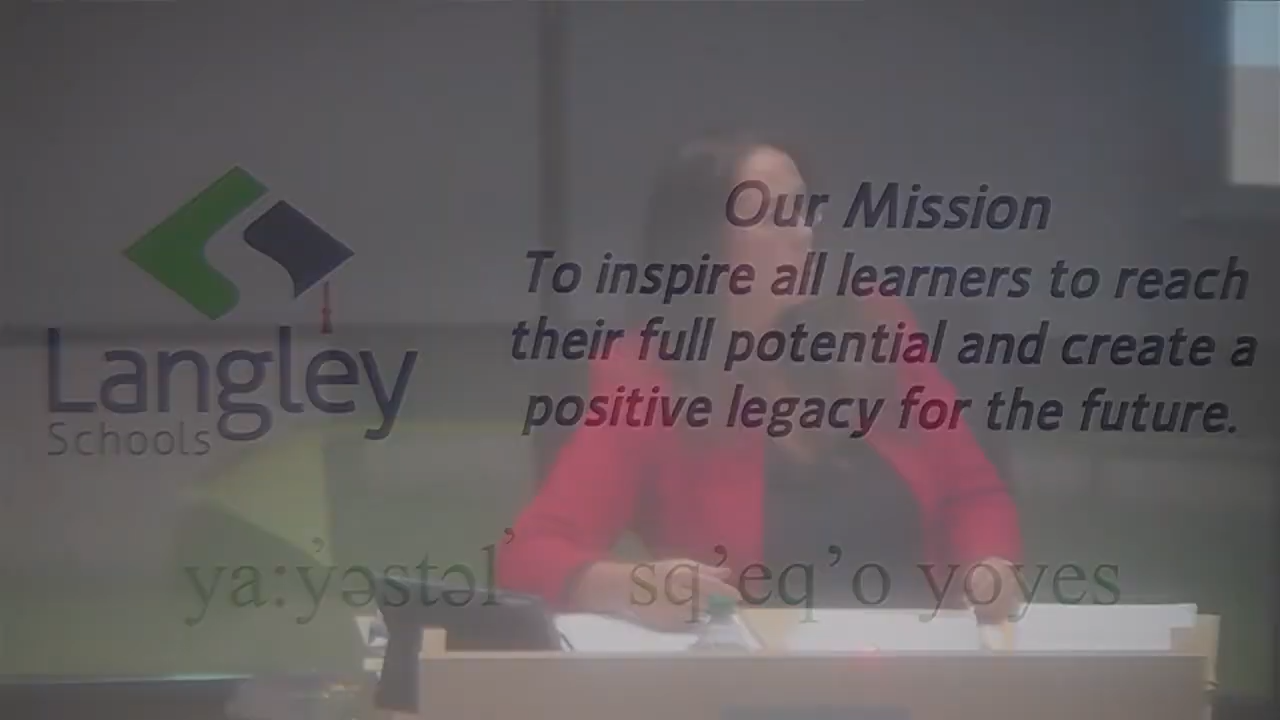 Langley
Schools
Our Mission
To inspire all learners to reach
their full potential and create a
positive legacy for the future.
ya:y̓əstəl̓ sq’eq’o yoyes